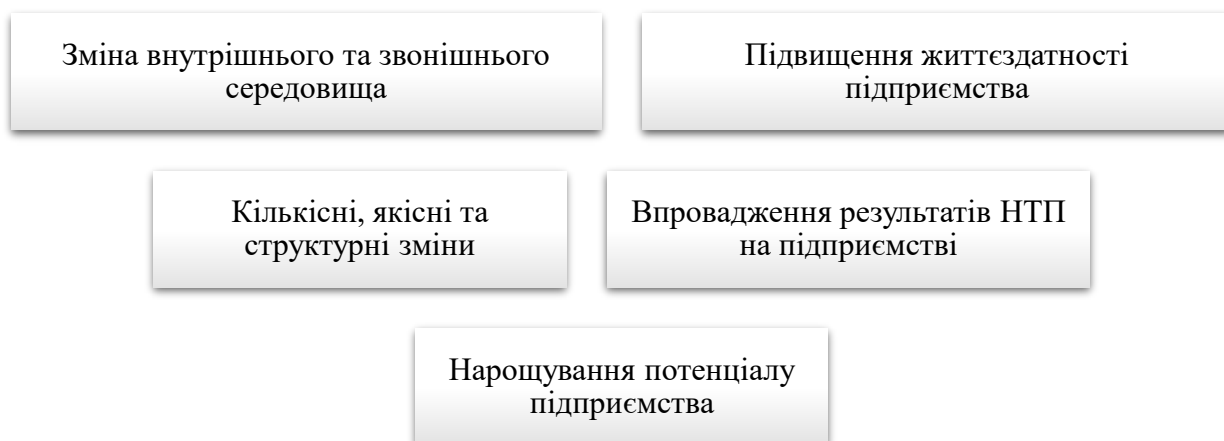 Зміна внутрішнього та звонішнього
середовища
Підвищення життєздатності
підприємства
Кількісні, якісні та
структурні зміни
Впровадження результатів НТП
на підприємстві
Нарощування потенціалу
підприємства